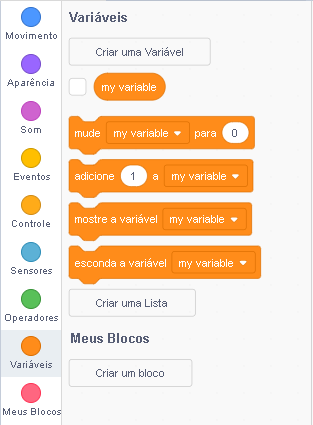 Movimento
Aparência
Som
Eventos
Controle
Sensores
Operadores
Variáveis
Meus Blocos
Variáveis
Criar uma Variável
my variable
mude my variable para 0
adicione 1 a my variable
mostre a variável my variable
esconda a variável my variable
Criar uma Lista
Meus Blocos
Criar um bloco